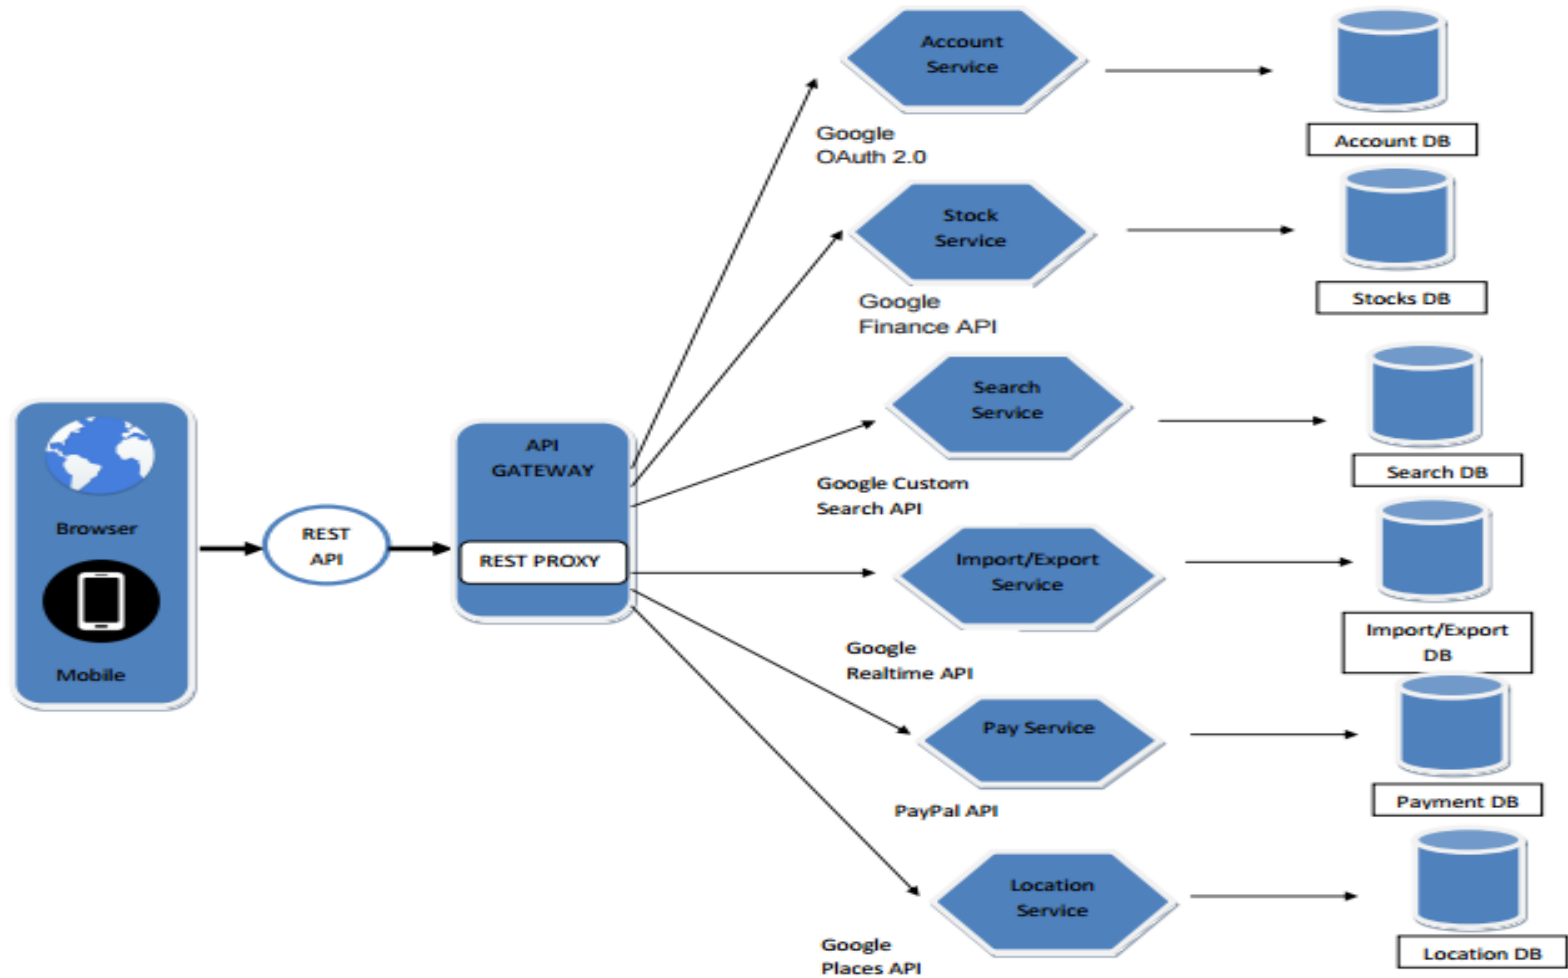 Browser
Mobile
REST
API
API
GATEWAY
REST PROXY
Account
Service
Google
OAuth 2.0
Account DB
Stock
Service
Google
Finance API
Stocks DB
Search
Service
Google Custom
Search API
Search DB
Import/Export
Service
Google
Realtime API
Import/Export
DB
Pay Service
PayPal API
Payment DB
Location
Service
Google
Places API
Location DB